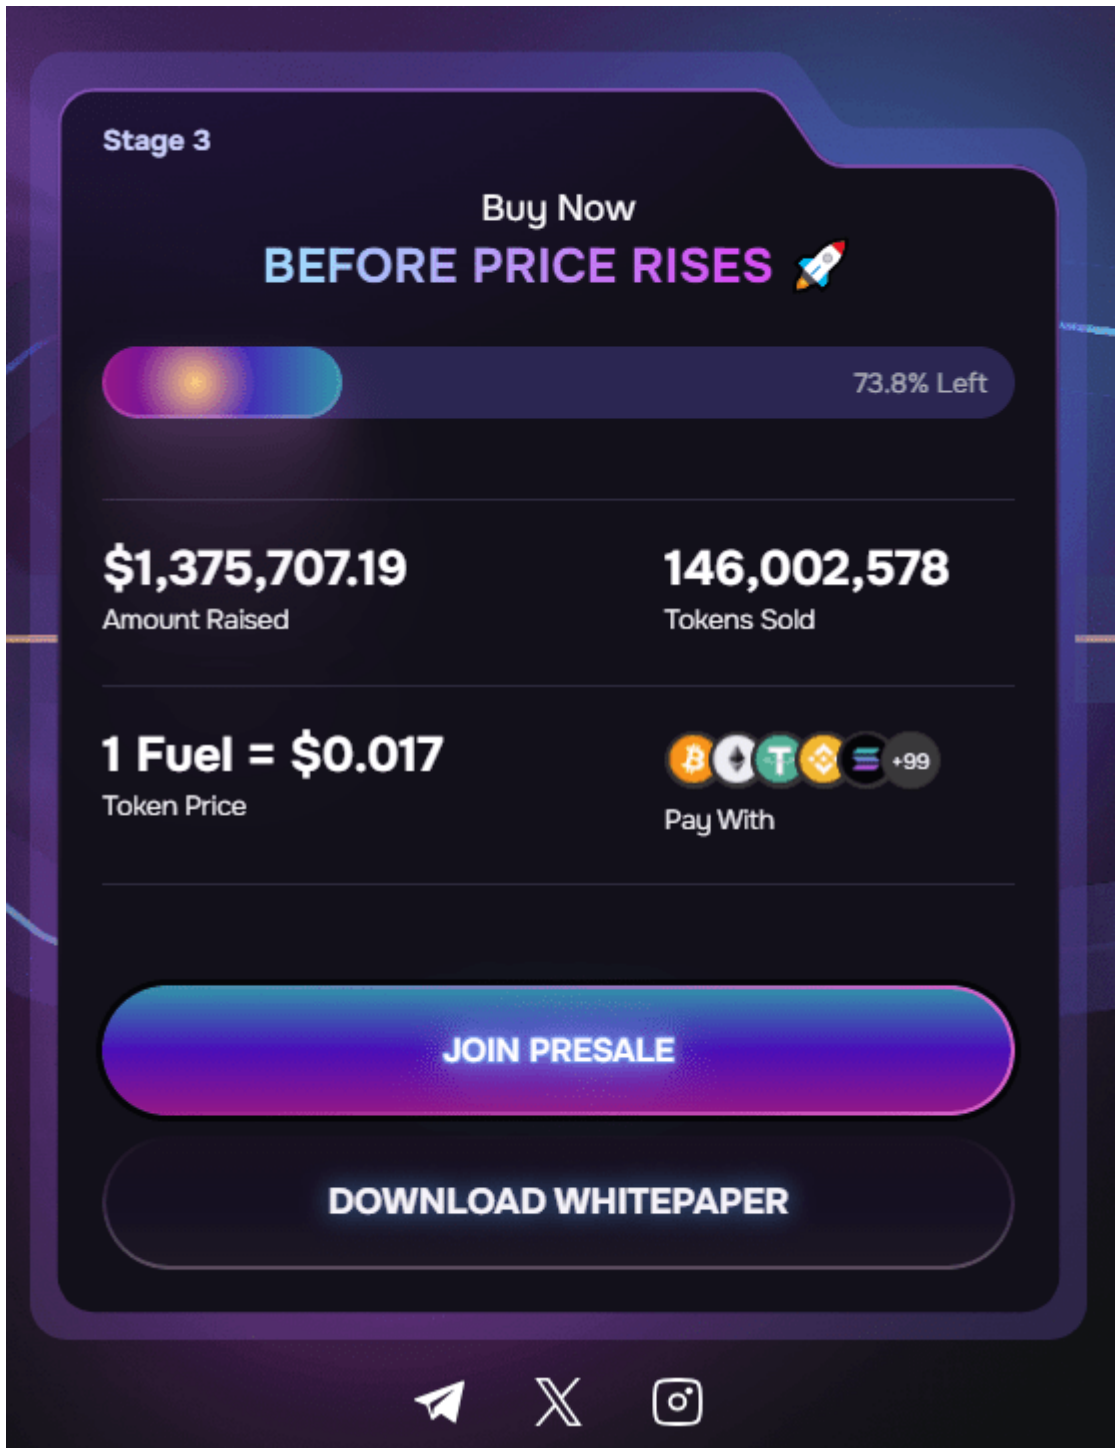 Stage 3
Buy Now
BEFORE PRICE RISES 🚀
73.8% Left
$1,375,707.19
Amount Raised
146,002,578
Tokens Sold
1 Fuel = $0.017
Token Price
+99
Pay With
JOIN PRESALE
DOWNLOAD WHITEPAPER